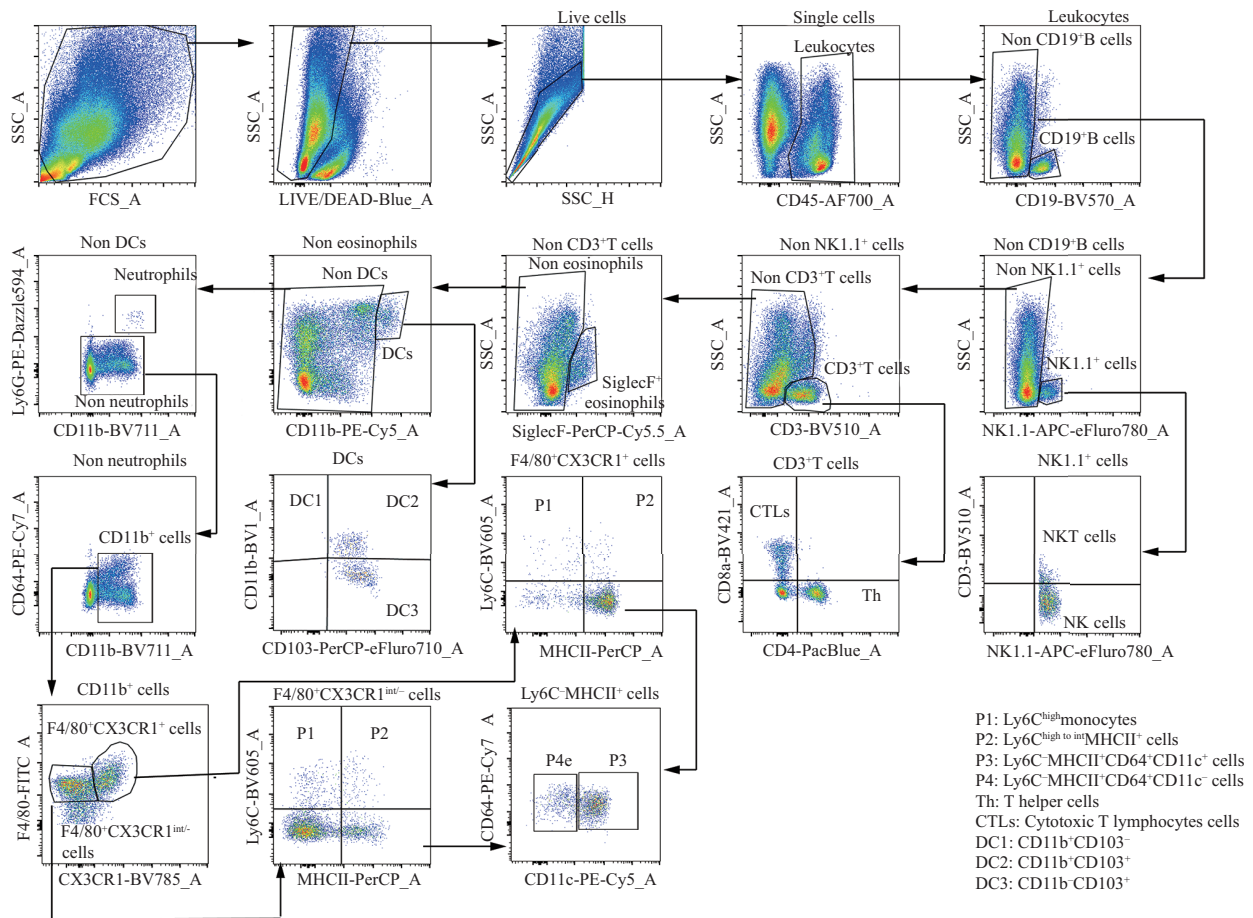 Live cells
Single cells
Leukocytes
SSC_A
FCS_A
SSC_A
LIVE/DEAD-Blue_A
SSC_A
SSC_H
Leukocytes
SSC_A
CD45-AF700_A
Non CD19⁺B cells
CD19⁺B cells
SSC_A
CD19-BV570_A
Non DCs
Neutrophils
Non neutrophils
Ly6G-PE-Dazzle594_A
CD11b-BV711_A
Non eosinophils
Non DCs
DCs
CD11b-PE-Cy5_A
Non CD3⁺T cells
Non eosinophils
SiglecF⁺
eosinophils
SSC_A
SiglecF-PerCP-Cy5.5_A
Non NK1.1⁺ cells
Non CD3⁺T cells
CD3⁺T cells
SSC_A
CD3-BV510_A
Non CD19⁺B cells
Non NK1.1⁺ cells
NK1.1⁺ cells
SSC_A
NK1.1-APC-eFluro780_A
Non neutrophils
CD11b⁺ cells
CD64-PE-Cy7_A
CD11b-BV711_A
DCs
DC1
DC2
DC3
CD11b-BV1_A
CD103-PerCP-eFluro710_A
F4/80⁺CX3CR1⁺ cells
P1
P2
Ly6C-BV605_A
MHCII-PerCP_A
CD3⁺T cells
CTLs
Th
CD8a-BV421_A
CD4-PacBlue_A
NK1.1⁺ cells
NKT cells
NK cells
CD3-BV510_A
NK1.1-APC-eFluro780_A
CD11b⁺ cells
F4/80⁺CX3CR1⁺ cells
F4/80⁺CX3CR1ⁱⁿᵗ/⁻
cells
F4/80-FITC_A
CX3CR1-BV785_A
F4/80⁺CX3CR1ⁱⁿᵗ/⁻ cells
P1
P2
Ly6C-BV605_A
MHCII-PerCP_A
Ly6C⁻MHCII⁺ cells
P4e
P3
CD64-PE-Cy7_A
CD11c-PE-Cy5_A
P1: Ly6Cʰⁱᵍʰmonocytes
P2: Ly6Cʰⁱᵍʰ ᵗᵒ ⁱⁿᵗMHCII⁺ cells
P3: Ly6C⁻MHCII⁺CD64⁺CD11c⁺ cells
P4: Ly6C⁻MHCII⁺CD64⁺CD11c⁻ cells
Th: T helper cells
CTLs: Cytotoxic T lymphocytes cells
DC1: CD11b⁺CD103⁻
DC2: CD11b⁺CD103⁺
DC3: CD11b⁻CD103⁺